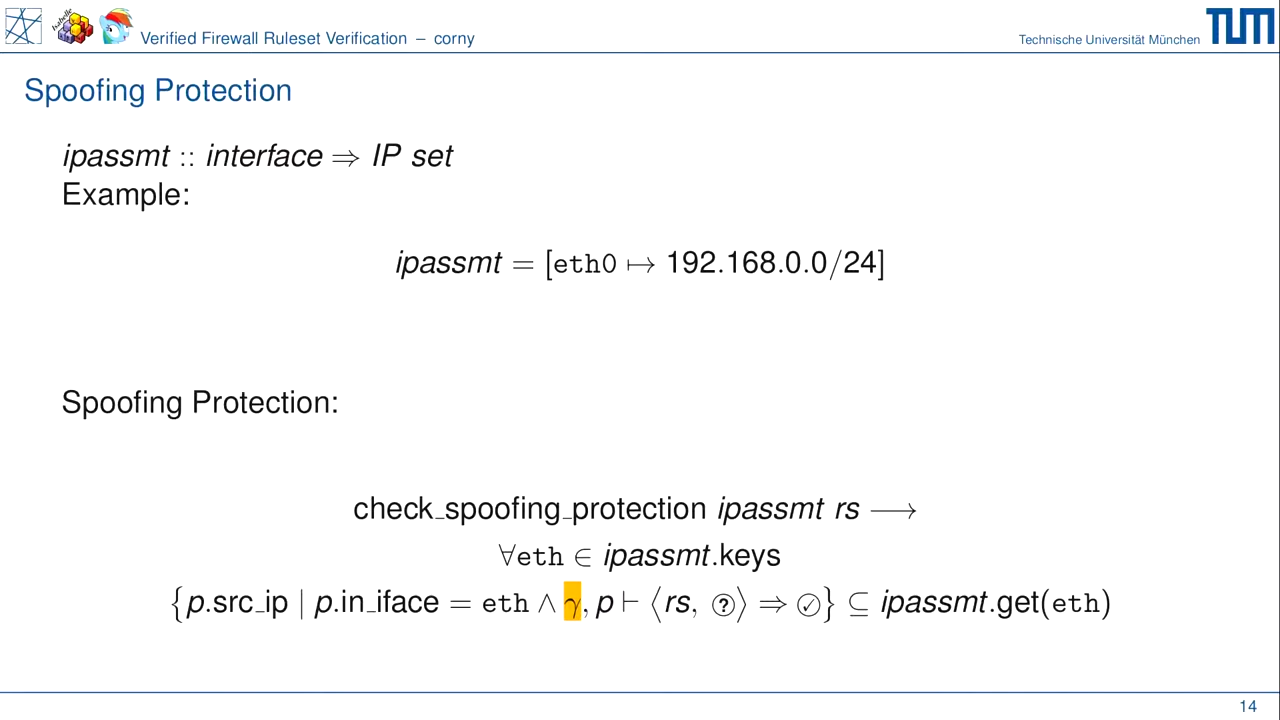 Isabelle
Verified Firewall Ruleset Verification – corny
Technische Universität München
TUM
Spoofing Protection
ipassmt :: interface ⇒ IP set
Example:
ipassmt = [eth0 ↦ 192.168.0.0/24]
Spoofing Protection:
check_spoofing_protection ipassmt rs ⟶
∀eth ∈ ipassmt.keys
{p.src_ip | p.in_iface = eth ∧ γ, p ⊢ ⟨rs, ?⟩ ⇒ ✓} ⊆ ipassmt.get(eth)
14